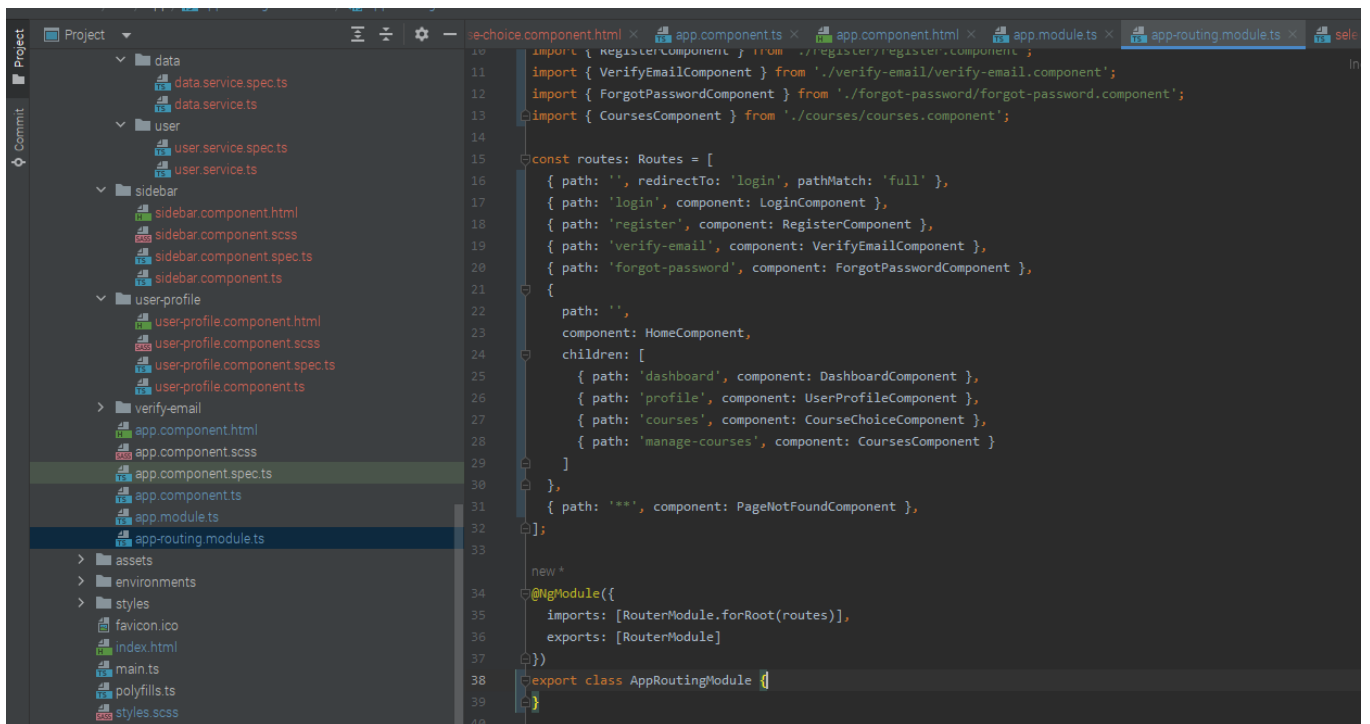 Project
Commit
Project
data
data.service.spec.ts
data.service.ts
user
user.service.spec.ts
user.service.ts
sidebar
sidebar.component.html
sidebar.component.scss
sidebar.component.spec.ts
sidebar.component.ts
user-profile
user-profile.component.html
user-profile.component.scss
user-profile.component.spec.ts
user-profile.component.ts
verify-email
app.component.html
app.component.scss
app.component.spec.ts
app.component.ts
app.module.ts
app-routing.module.ts
assets
environments
styles
favicon.ico
index.html
main.ts
polyfills.ts
styles.scss
se-choice.component.html app.component.ts app.component.html app.module.ts app-routing.module.ts sele
10 import { RegisterComponent } from './register/register.component';
11 import { VerifyEmailComponent } from './verify-email/verify-email.component';
12 import { ForgotPasswordComponent } from './forgot-password/forgot-password.component';
13 import { CoursesComponent } from './courses/courses.component';
14
15 const routes: Routes = [
16 { path: '', redirectTo: 'login', pathMatch: 'full' },
17 { path: 'login', component: LoginComponent },
18 { path: 'register', component: RegisterComponent },
19 { path: 'verify-email', component: VerifyEmailComponent },
20 { path: 'forgot-password', component: ForgotPasswordComponent },
21 {
22 path: '',
23 component: HomeComponent,
24 children: [
25 { path: 'dashboard', component: DashboardComponent },
26 { path: 'profile', component: UserProfileComponent },
27 { path: 'courses', component: CourseChoiceComponent },
28 { path: 'manage-courses', component: CoursesComponent }
29 ]
30 },
31 { path: '**', component: PageNotFoundComponent },
32 ];
33
new *
34 @NgModule({
35 imports: [RouterModule.forRoot(routes)],
36 exports: [RouterModule]
37 })
38 export class AppRoutingModule {
39 }
40